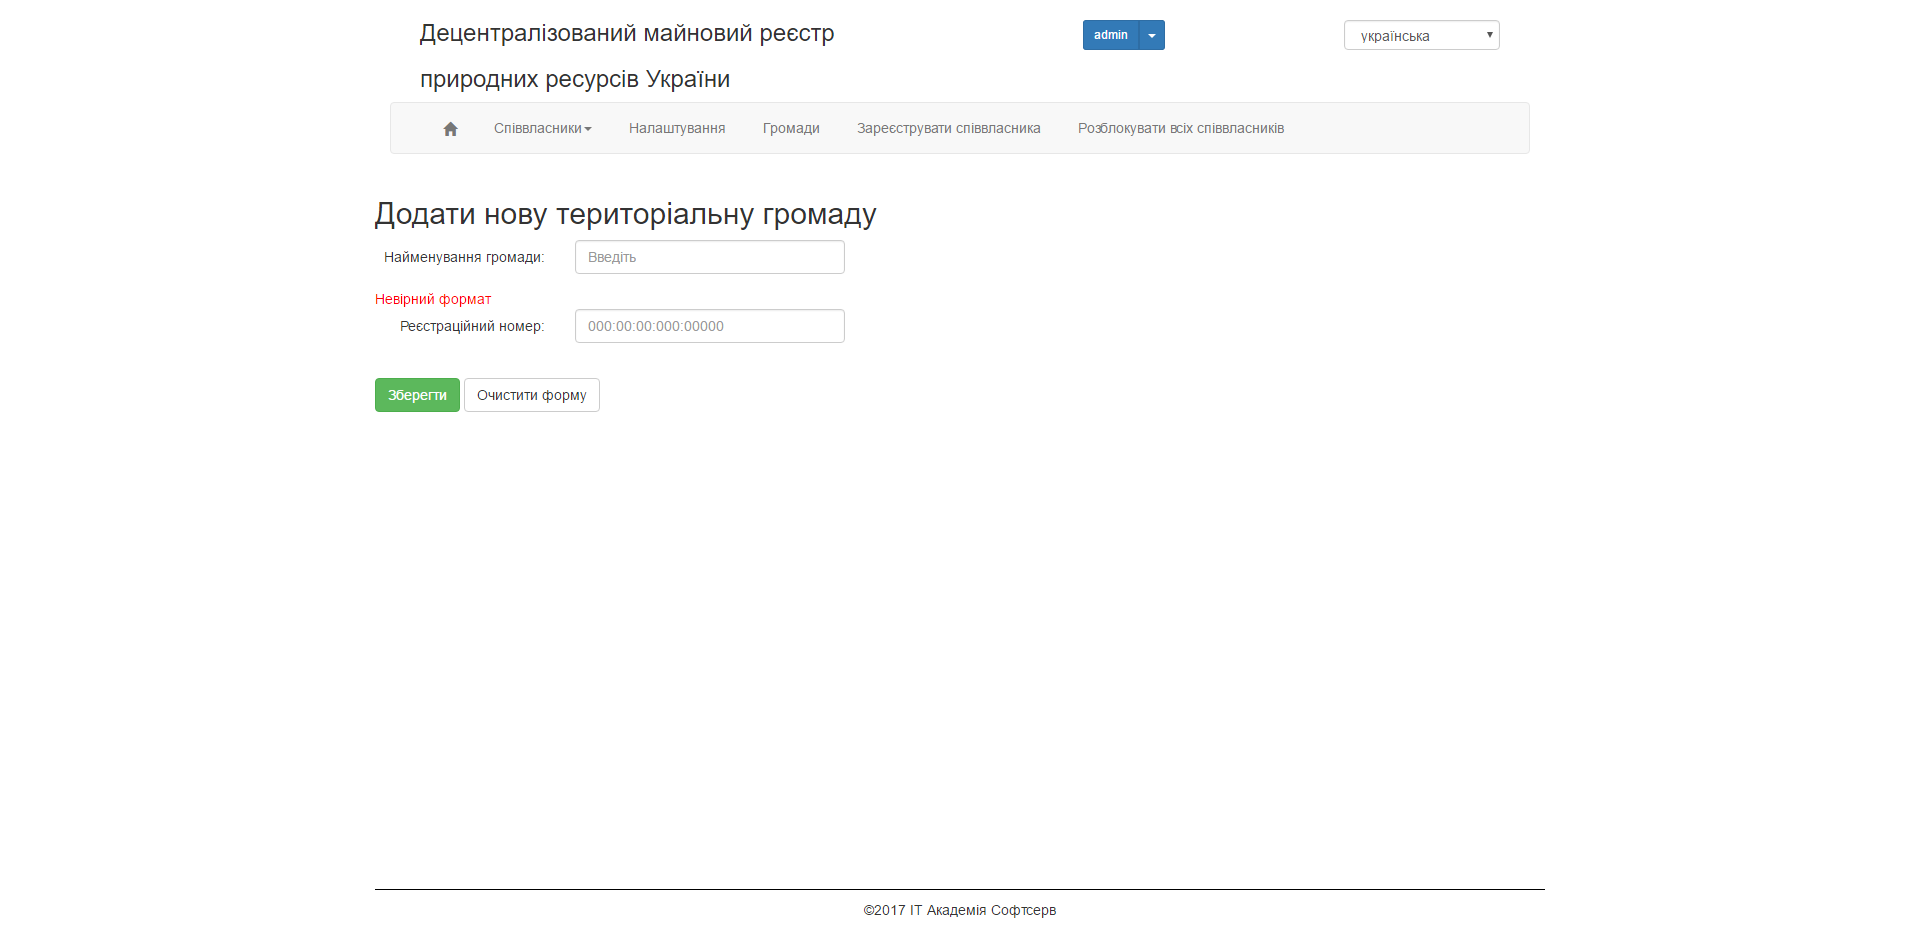 Децентралізований майновий реєстр
природних ресурсів України
admin
українська
Співвласники
Налаштування
Громади
Зареєструвати співвласника
Розблокувати всіх співвласників
Додати нову територіальну громаду
Найменування громади:
Введіть
Невірний формат
Реєстраційний номер:
000:00:00:000:00000
Зберегти
Очистити форму
©2017 ІТ Академія Софтсерв